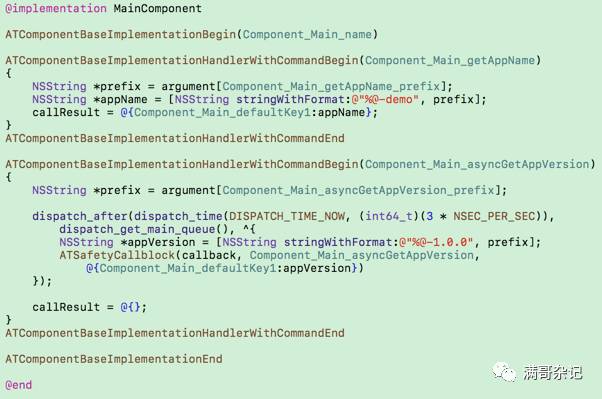 @implementation MainComponent
ATComponentBaseImplementationBegin(Component_Main_name)
ATComponentBaseImplementationHandlerWithCommandBegin(Component_Main_getAppName)
{
    NSString *prefix = argument[Component_Main_getAppName_prefix];
    NSString *appName = [NSString stringWithFormat:@"%@-demo", prefix];
    callResult = @{Component_Main_defaultKey1:appName};
}
ATComponentBaseImplementationHandlerWithCommandEnd
ATComponentBaseImplementationHandlerWithCommandBegin(Component_Main_asyncGetAppVersion)
{
    NSString *prefix = argument[Component_Main_asyncGetAppVersion_prefix];
    dispatch_after(dispatch_time(DISPATCH_TIME_NOW, (int64_t)(3 * NSEC_PER_SEC)),
        dispatch_get_main_queue(), ^{
        NSString *appVersion = [NSString stringWithFormat:@"%@-1.0.0", prefix];
        ATSafetyCallblock(callback, Component_Main_asyncGetAppVersion,
            @{Component_Main_defaultKey1:appVersion})
    });
    callResult = @{};
}
ATComponentBaseImplementationHandlerWithCommandEnd
ATComponentBaseImplementationEnd
@end
满哥杂记